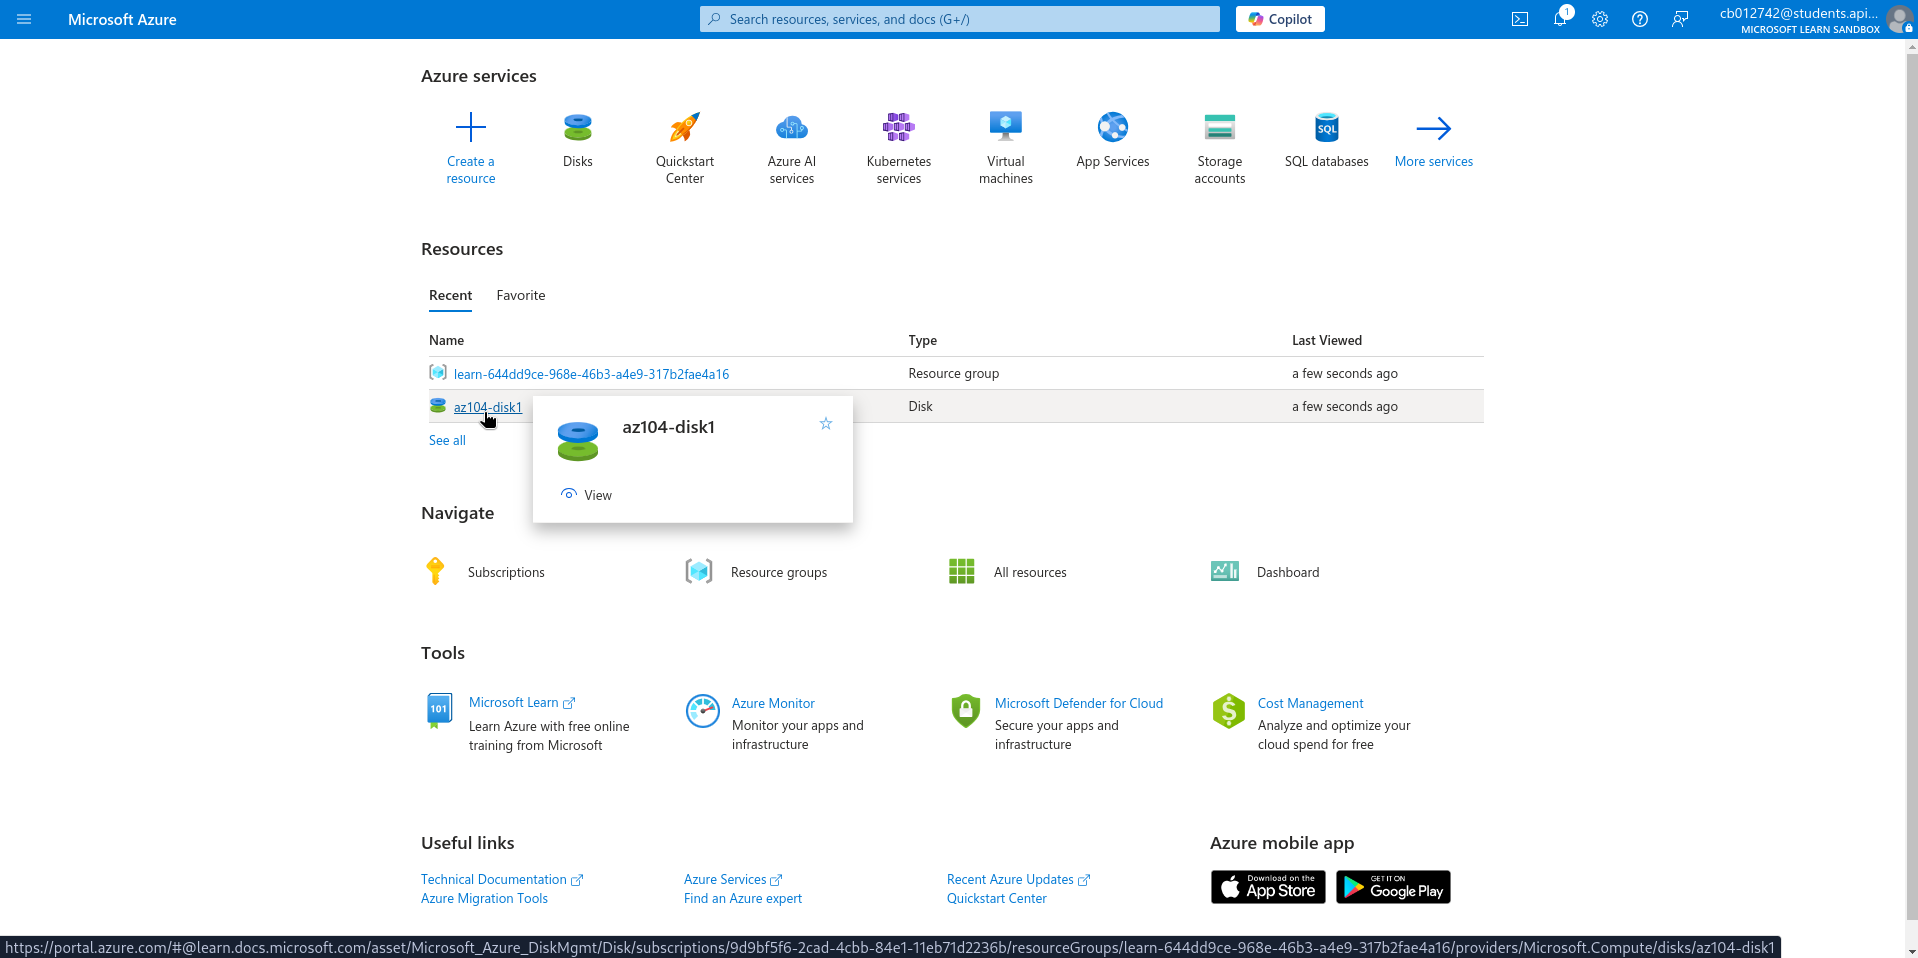 Microsoft Azure
Search resources, services, and docs (G+/)
Copilot
1
cb012742@students.api...
MICROSOFT LEARN SANDBOX
Azure services
Create a
resource
Disks
Quickstart
Center
Azure AI
services
Kubernetes
services
Virtual
machines
App Services
Storage
accounts
SQL
SQL databases
More services
Resources
Recent
Favorite
Name
Type
Last Viewed
learn-644dd9ce-968e-46b3-a4e9-317b2fae4a16
Resource group
a few seconds ago
az104-disk1
Disk
a few seconds ago
See all
az104-disk1
View
Navigate
Subscriptions
Resource groups
All resources
Dashboard
Tools
101
Microsoft Learn
Learn Azure with free online
training from Microsoft
Azure Monitor
Monitor your apps and
infrastructure
Microsoft Defender for Cloud
Secure your apps and
infrastructure
$
Cost Management
Analyze and optimize your
cloud spend for free
Useful links
Technical Documentation
Azure Migration Tools
Azure Services
Find an Azure expert
Recent Azure Updates
Quickstart Center
Azure mobile app
Download on the
App Store
GET IT ON
Google Play
https://portal.azure.com/#@learn.docs.microsoft.com/asset/Microsoft_Azure_DiskMgmt/Disk/subscriptions/9d9bf5f6-2cad-4cbb-84e1-11eb71d2236b/resourceGroups/learn-644dd9ce-968e-46b3-a4e9-317b2fae4a16/providers/Microsoft.Compute/disks/az104-disk1